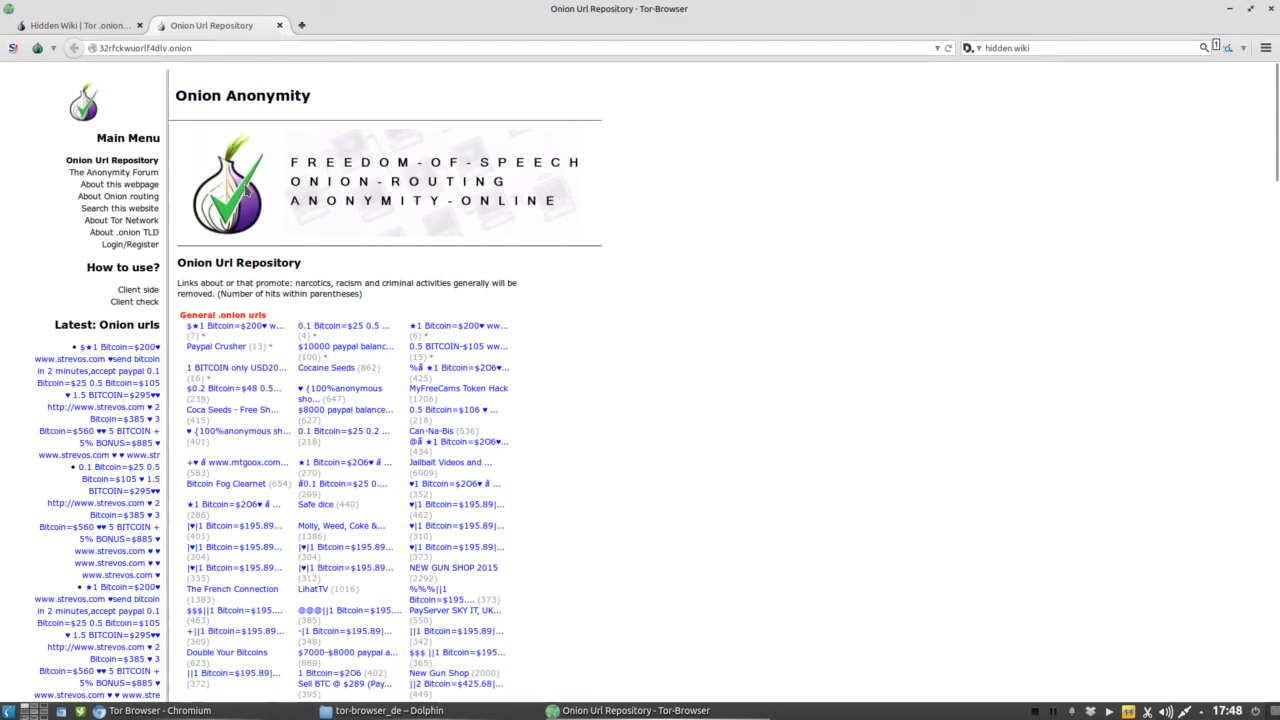 Onion Url Repository - Tor-Browser
Hidden Wiki | Tor .onion...
Onion Url Repository
32rfckwuorlf4dlv.onion
hidden wiki
1
Main Menu
Onion Url Repository
The Anonymity Forum
About this webpage
About Onion routing
Search this website
About Tor Network
About .onion TLD
Login/Register
How to use?
Client side
Client check
Latest: Onion urls
• $★1 Bitcoin=$200♥
www.strevos.com ♥send bitcoin
in 2 minutes,accept paypal 0.1
Bitcoin=$25 0.5 Bitcoin=$105
♥ 1.5 BITCOIN=$295♥♥
http://www.strevos.com ♥ 2
Bitcoin=$385 ♥ 3
Bitcoin=$560 ♥♥ 5 BITCOIN +
5% BONUS=$885 ♥
www.strevos.com ♥ ♥ www.str
• 0.1 Bitcoin=$25 0.5
Bitcoin=$105 ♥ 1.5
BITCOIN=$295♥♥
http://www.strevos.com ♥ 2
Bitcoin=$385 ♥ 3
Bitcoin=$560 ♥♥ 5 BITCOIN +
5% BONUS=$885 ♥
www.strevos.com ♥ ♥
www.strevos.com ♥ ♥
www.strevos.com ♥
• ★1 Bitcoin=$200♥
www.strevos.com ♥send bitcoin
in 2 minutes,accept paypal 0.1
Bitcoin=$25 0.5 Bitcoin=$105
♥ 1.5 BITCOIN=$295♥♥
http://www.strevos.com ♥ 2
Bitcoin=$385 ♥ 3
Bitcoin=$560 ♥♥ 5 BITCOIN +
5% BONUS=$885 ♥
www.strevos.com ♥ ♥ www.stre
Onion Anonymity
FREEDOM-OF-SPEECH
ONION-ROUTING
ANONYMITY-ONLINE
Onion Url Repository
Links about or that promote: narcotics, racism and criminal activities generally will be
removed. (Number of hits within parentheses)
General .onion urls
$★1 Bitcoin=$200♥ w... 0.1 Bitcoin=$25 0.5 ... ★1 Bitcoin=$200♥ ww...
(7) * (4) * (6) *
Paypal Crusher (13) * $10000 paypal balanc... 0.5 BITCOIN-$105 ww...
(100) * (15) *
1 BITCOIN only USD20... Cocaine Seeds (862) ★1 Bitcoin=$2O6♥...
(16) * (425)
$0.2 Bitcoin=$48 0.5... ♥ {100%anonymous MyFreeCams Token Hack
(238) sho... (647) (1706)
Coca Seeds - Free Sh... $8000 paypal balance... 0.5 Bitcoin=$106 ♥ ...
(415) (627) (218)
♥ {100%anonymous sh... 0.1 Bitcoin=$25 0.2 ... Can-Na-Bis (536)
(401) (218) ★1 Bitcoin=$2O6♥...
(434)
www.mtgoox.com... ★1 Bitcoin=$2O6♥ ... Jailbait Videos and ...
(583) (270) (6909)
Bitcoin Fog Clearnet (654) 0.1 Bitcoin=$25 0.... ♥1 Bitcoin=$2O6♥ ...
(299) (352)
★1 Bitcoin=$2O6♥ ... Safe dice (440) ♥|1 Bitcoin=$195.89|...
(286) (462)
|♥|1 Bitcoin=$195.89... Molly, Weed, Coke &... ♥|1 Bitcoin=$195.89|...
(401) (1386) (310)
|♥|1 Bitcoin=$195.89... |♥|1 Bitcoin=$195.89... ♥|1 Bitcoin=$195.89|...
(304) (304) (373)
|♥|1 Bitcoin=$195.89... |♥|1 Bitcoin=$195.89... NEW GUN SHOP 2015
(335) (312) (2292)
The French Connection LihatTV (1016) %%%||1
(1383) Bitcoin=$195.... (373)
$$$||1 Bitcoin=$195.... @@@||1 Bitcoin=$195.... PayServer SKY IT, UK...
(463) (385) (550)
+||1 Bitcoin=$195.89... -|1 Bitcoin=$195.89|... ||1 Bitcoin=$195.89|...
(369) (348) (342)
Double Your Bitcoins $7000-$8000 paypal a... $$$ ||1 Bitcoin=$195...
(623) (869) (365)
||1 Bitcoin=$195.89|... 1 Bitcoin=$2O6 (402) New Gun Shop (2000)
(372) Sell BTC @ $289 (Pay... ||2 Bitcoin=$425.68|...
(395) (449)
Tor Browser - Chromium
tor-browser_de – Dolphin
Onion Url Repository - Tor-Browser
17:48